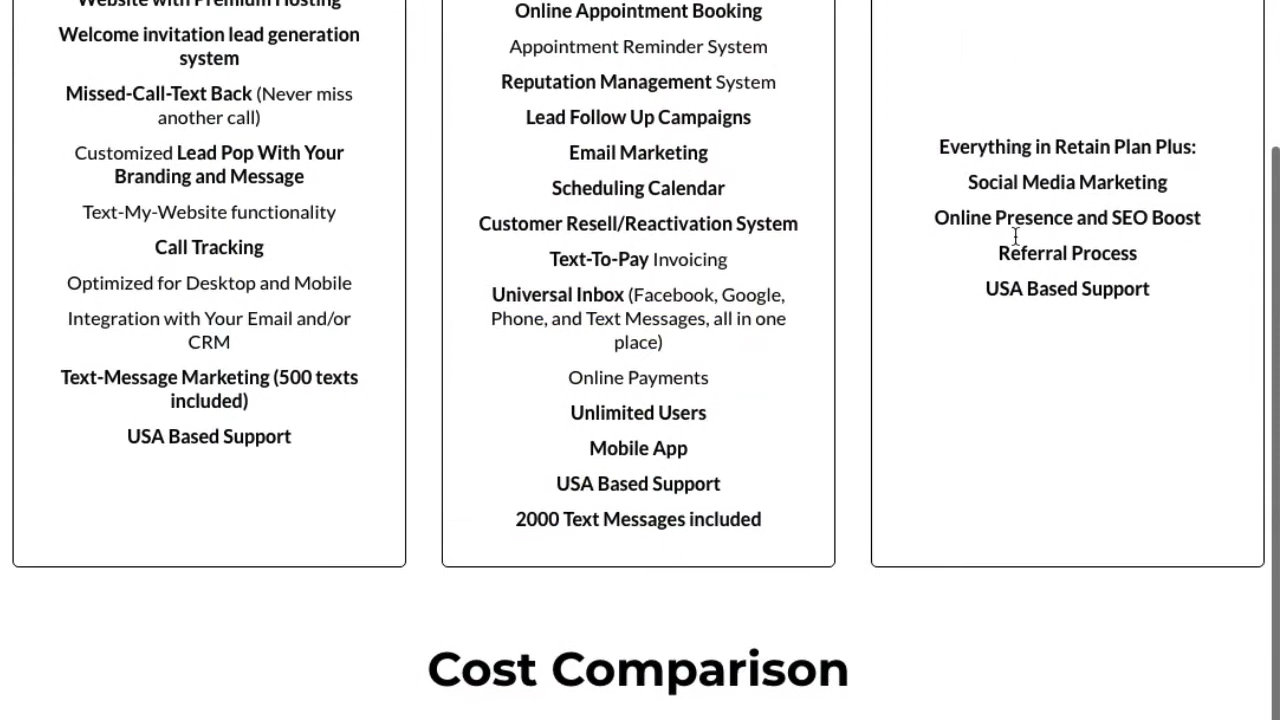 Website with Premium Hosting
Welcome invitation lead generation
system
Missed-Call-Text Back (Never miss
another call)
Customized Lead Pop With Your
Branding and Message
Text-My-Website functionality
Call Tracking
Optimized for Desktop and Mobile
Integration with Your Email and/or
CRM
Text-Message Marketing (500 texts
included)
USA Based Support
Online Appointment Booking
Appointment Reminder System
Reputation Management System
Lead Follow Up Campaigns
Email Marketing
Scheduling Calendar
Customer Resell/Reactivation System
Text-To-Pay Invoicing
Universal Inbox (Facebook, Google,
Phone, and Text Messages, all in one
place)
Online Payments
Unlimited Users
Mobile App
USA Based Support
2000 Text Messages included
Everything in Retain Plan Plus:
Social Media Marketing
Online Presence and SEO Boost
Referral Process
USA Based Support
Cost Comparison